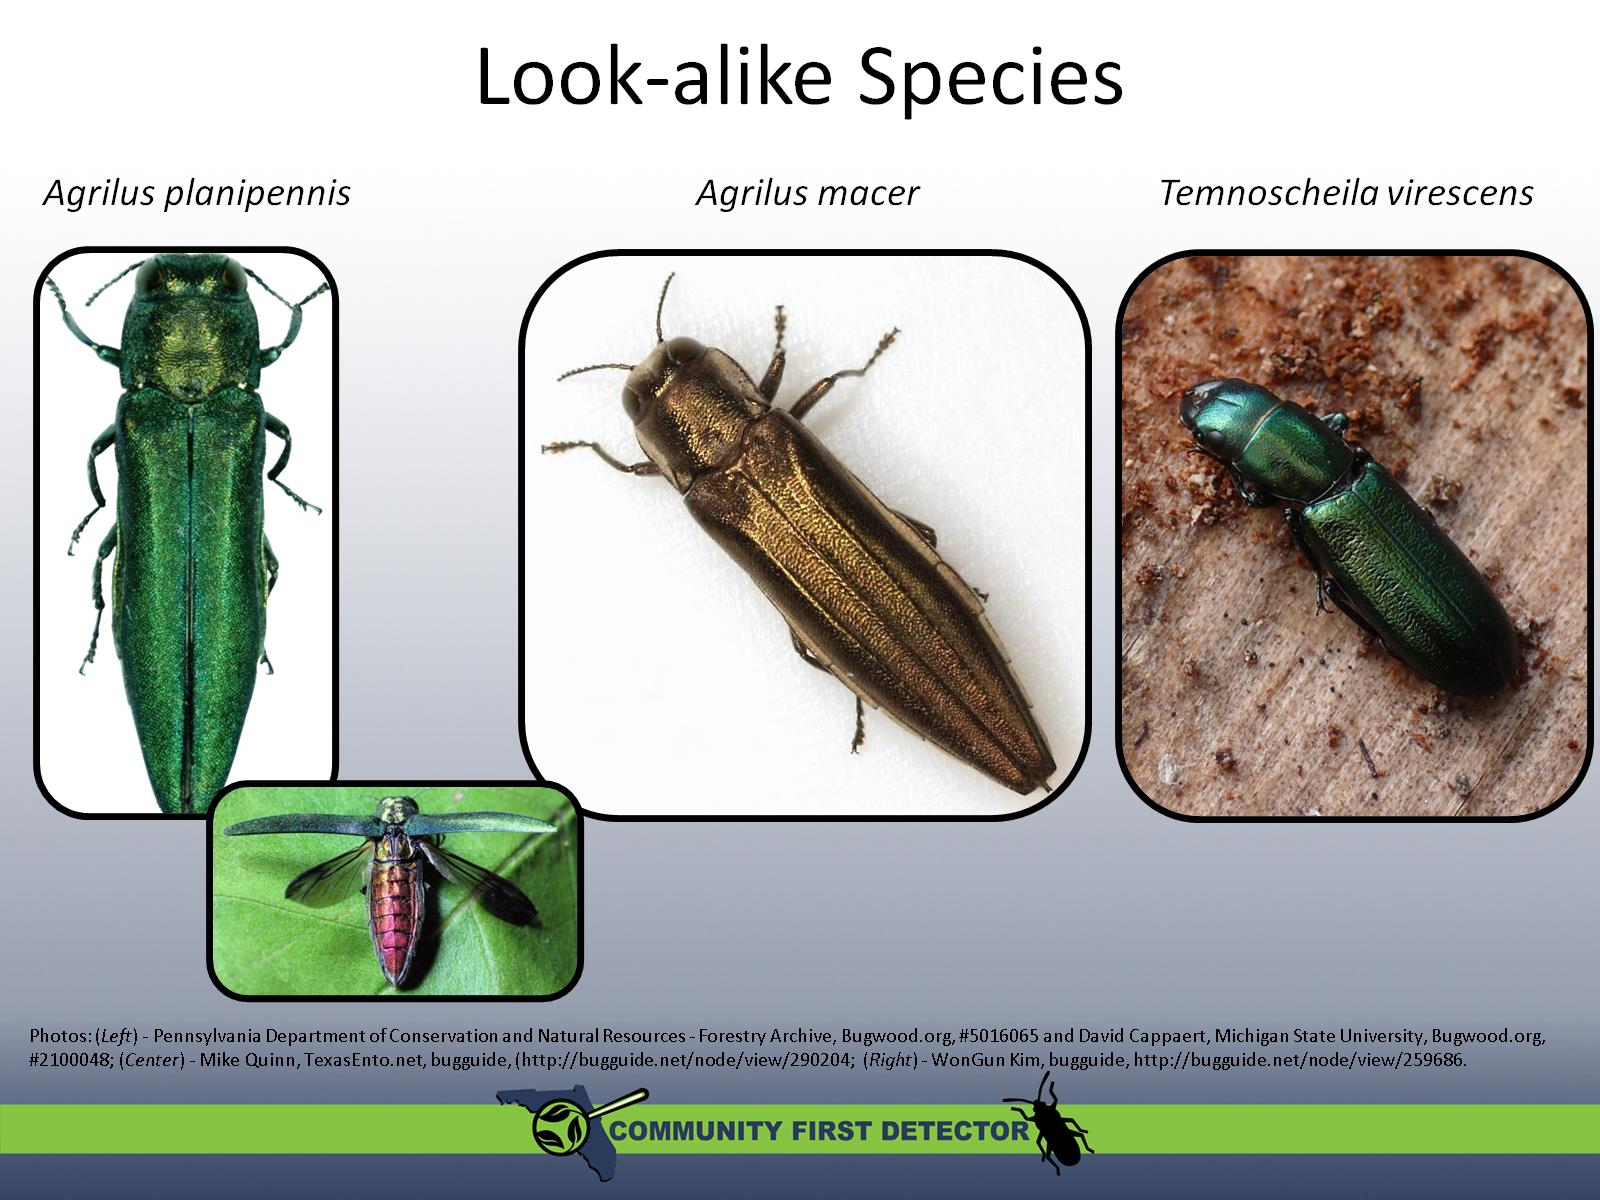 Look-alike Species
Agrilus planipennis
Agrilus macer
Temnoscheila virescens
Photos: (Left) - Pennsylvania Department of Conservation and Natural Resources - Forestry Archive, Bugwood.org, #5016065 and David Cappaert, Michigan State University, Bugwood.org,
#2100048; (Center) - Mike Quinn, TexasEnto.net, bugguide, (http://bugguide.net/node/view/290204; (Right) - WonGun Kim, bugguide, http://bugguide.net/node/view/259686.
COMMUNITY FIRST DETECTOR